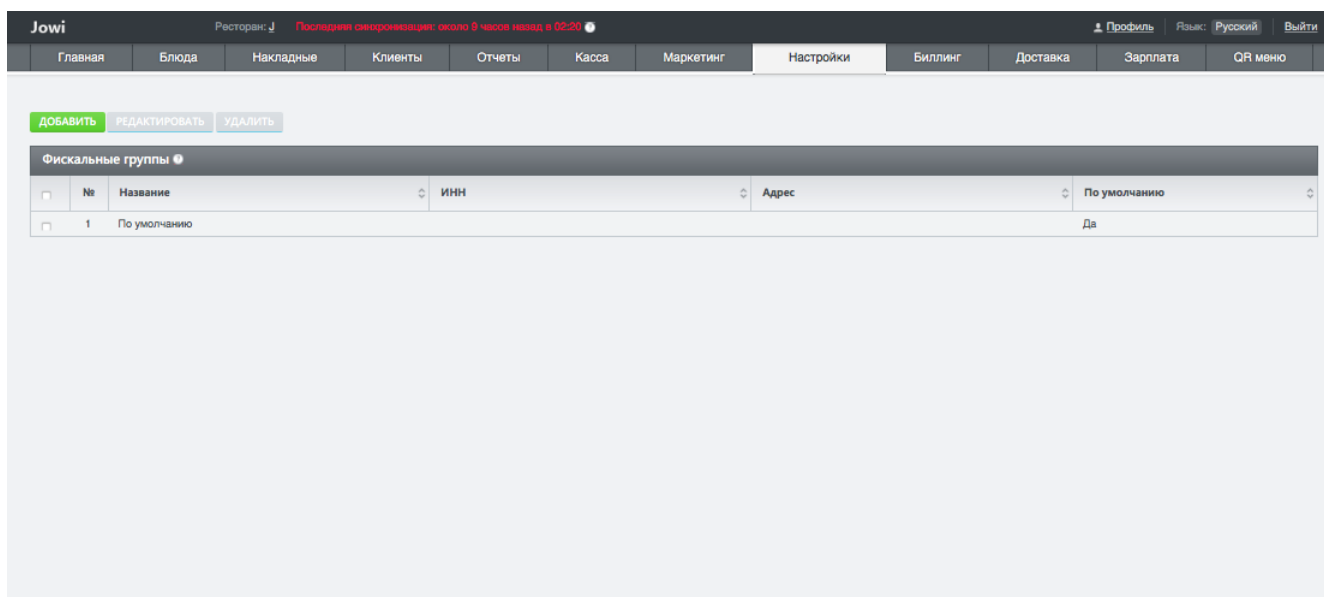 Jowi Ресторан: J Последняя синхронизация: около 9 часов назад в 02:20 Профиль Язык: Русский Выйти
Главная Блюда Накладные Клиенты Отчеты Касса Маркетинг Настройки Биллинг Доставка Зарплата QR меню
ДОБАВИТЬ РЕДАКТИРОВАТЬ УДАЛИТЬ
Фискальные группы
№ Название ИНН Адрес По умолчанию
1 По умолчанию Да